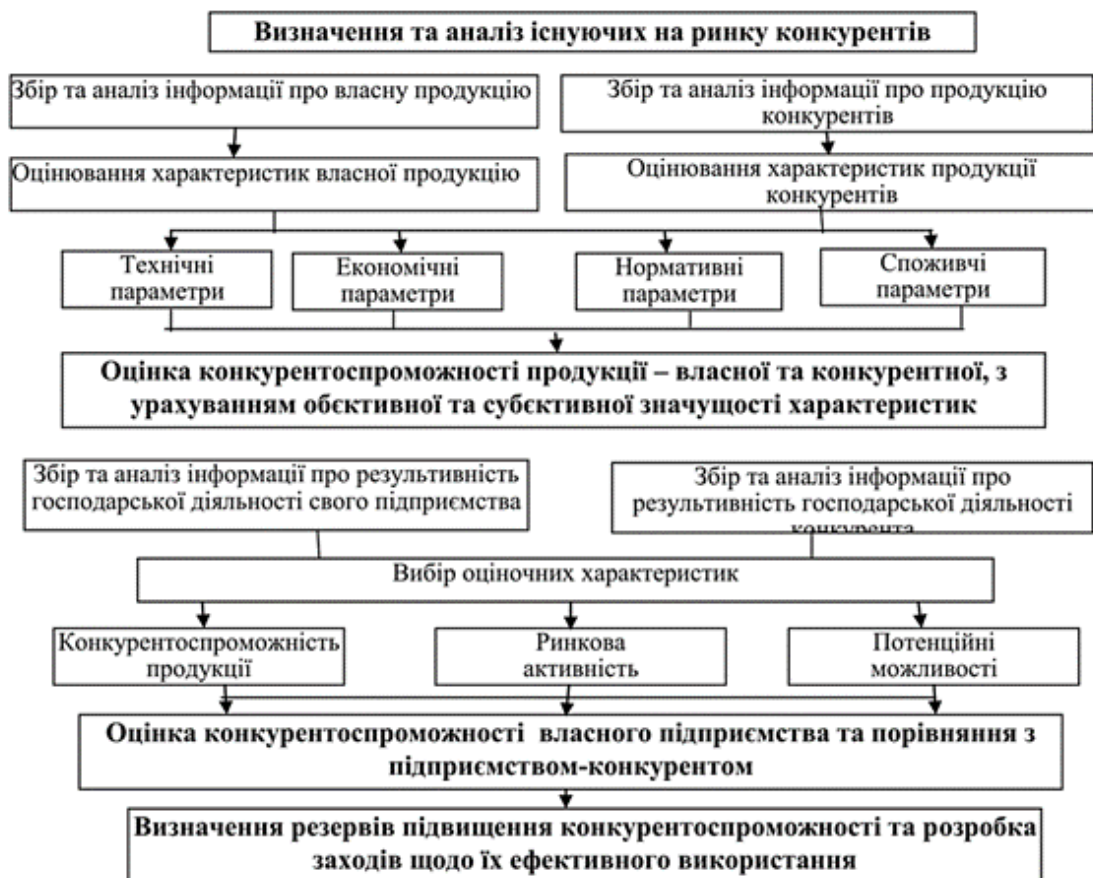 Визначення та аналіз існуючих на ринку конкурентів
Збір та аналіз інформації про власну продукцію
Збір та аналіз інформації про продукцію
конкурентів
Оцінювання характеристик власної продукцію
Оцінювання характеристик продукції
конкурентів
Технічні
параметри
Економічні
параметри
Нормативні
параметри
Споживчі
параметри
Оцінка конкурентоспроможності продукції – власної та конкурентної, з
урахуванням обєктивної та субєктивної значущості характеристик
Збір та аналіз інформації про результивність
господарської діяльності свого підприємства
Збір та аналіз інформації про
результивність господарської діяльності
конкурента
Вибір оціночних характеристик
Конкурентоспроможність
продукції
Ринкова
активність
Потенційні
можливості
Оцінка конкурентоспроможності власного підприємства та порівняння з
підприємством-конкурентом
Визначення резервів підвищення конкурентоспроможності та розробка
заходів щодо їх ефективного використання